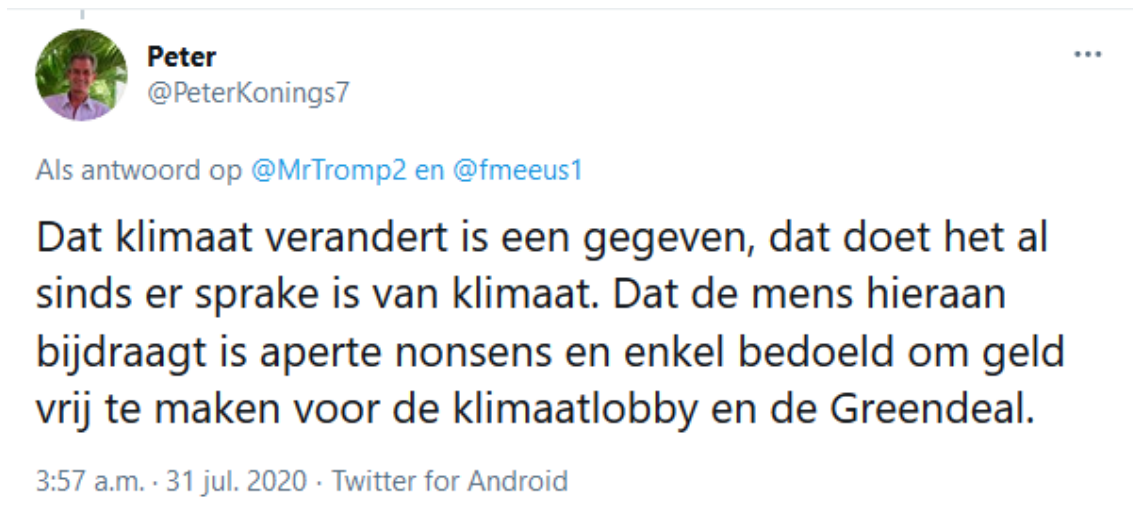 Peter
@PeterKonings7
Als antwoord op @MrTromp2 en @fmeeus1
Dat klimaat verandert is een gegeven, dat doet het al
sinds er sprake is van klimaat. Dat de mens hieraan
bijdraagt is aperte nonsens en enkel bedoeld om geld
vrij te maken voor de klimaatlobby en de Greendeal.
3:57 a.m. · 31 jul. 2020 · Twitter for Android